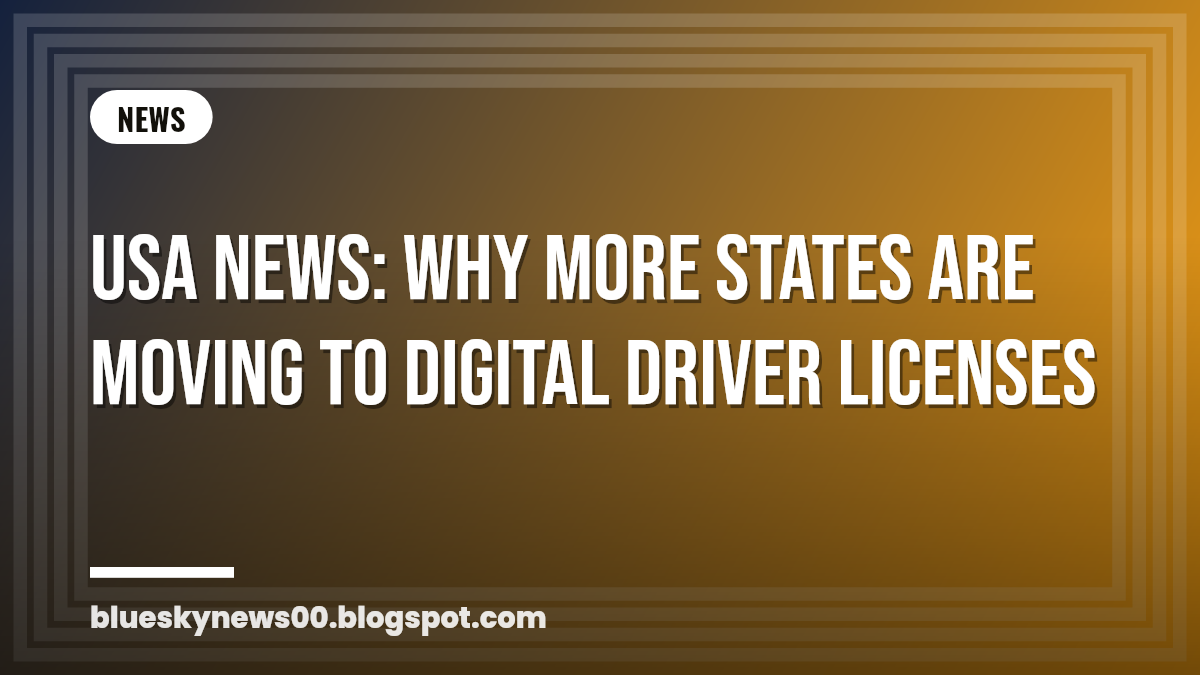 NEWS
USA NEWS: WHY MORE STATES ARE
MOVING TO DIGITAL DRIVER LICENSES
blueskynews00.blogspot.com